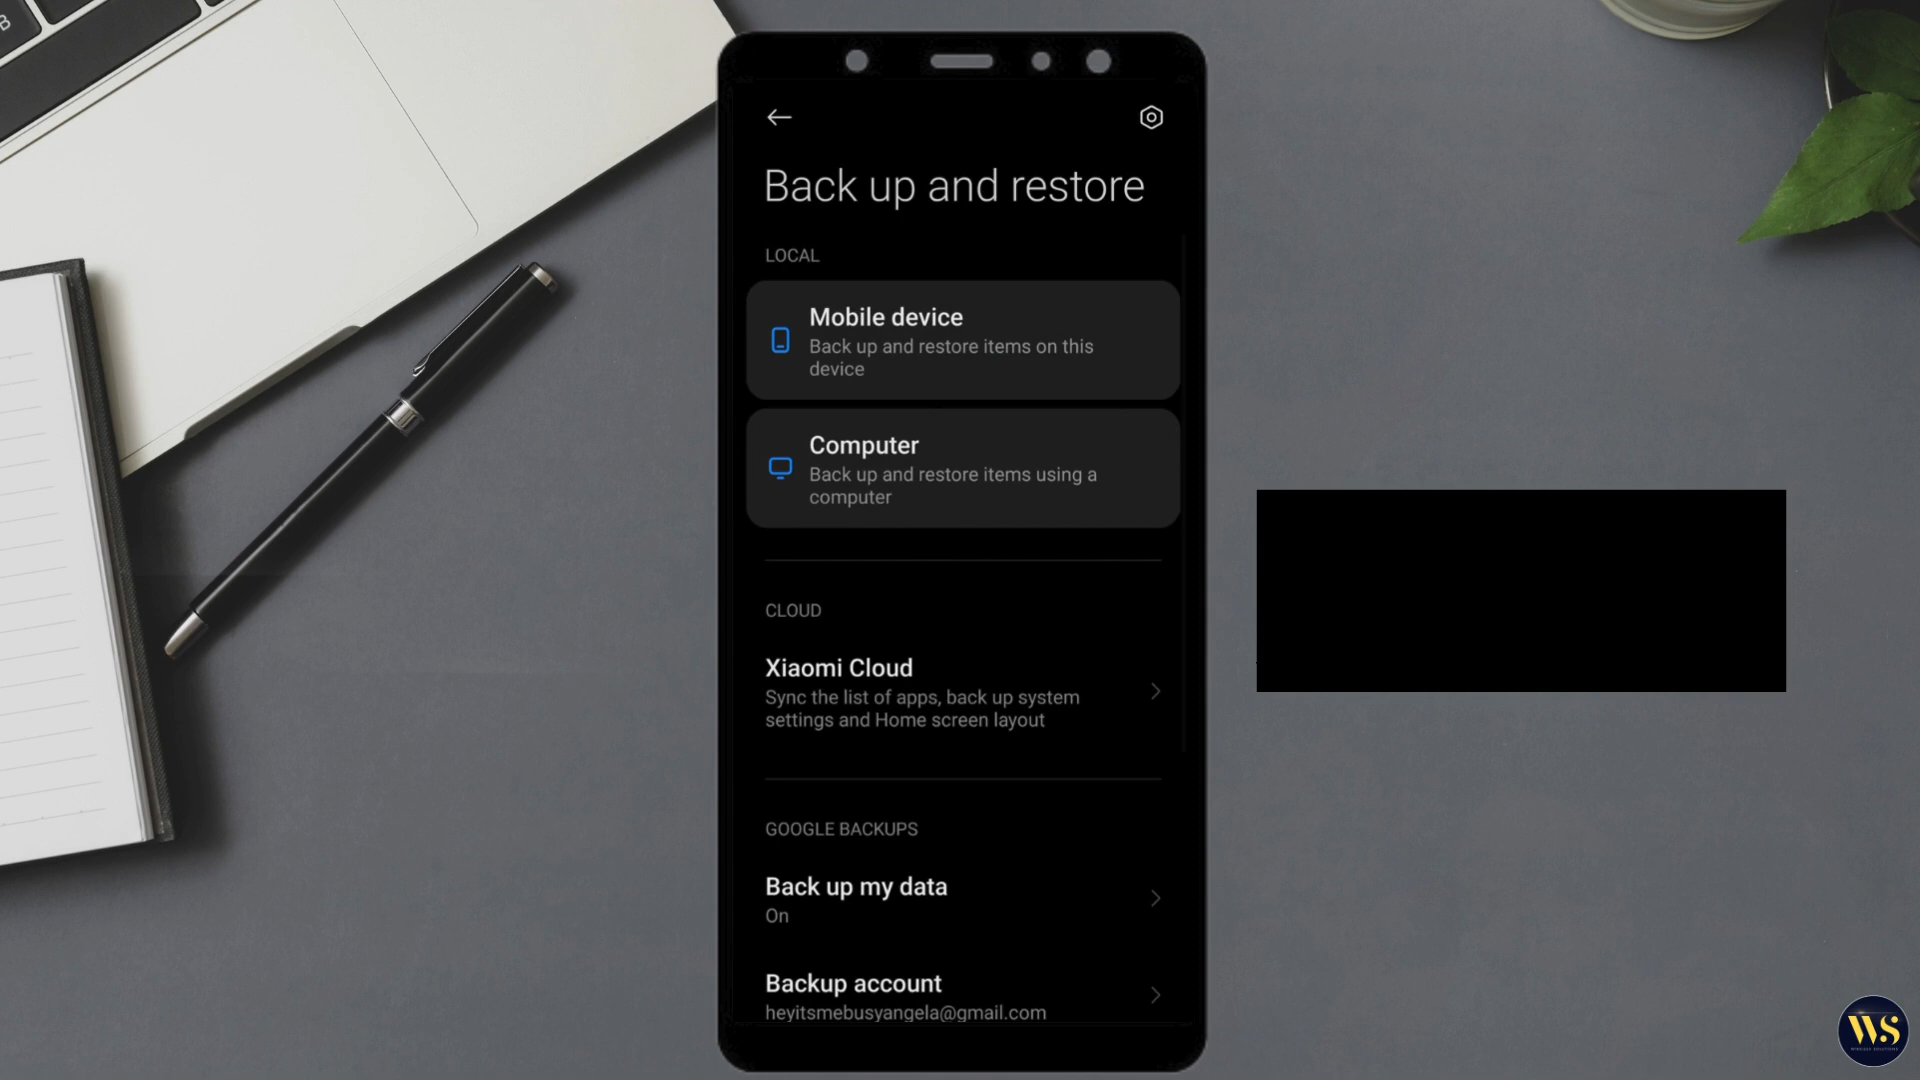 Back up and restore
LOCAL
Mobile device
Back up and restore items on this
device
Computer
Back up and restore items using a
computer
CLOUD
Xiaomi Cloud
Sync the list of apps, back up system
settings and Home screen layout
GOOGLE BACKUPS
Back up my data
On
Backup account
heyitsmebusyangela@gmail.com
B
WS